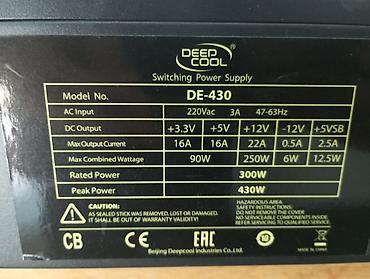 DEEP
COOL
Switching Power Supply
Model No. DE-430
AC Input 220Vac 3A 47-63Hz
DC Output +3.3V +5V +12V -12V +5VSB
Max Output Current 16A 16A 22A 0.5A 2.5A
Max Combined Wattage 90W 250W 6W 12.5W
Rated Power 300W
Peak Power 430W
CAUTION:
AS SEALED STICK WAS REMOVED, LOST OR DAMAGED,
IT SHALL BE OUT OF WARRANTY VALIDITY.
HAZARDOUS AREA.
SAFETY INSTRUCTIONS:
DO NOT REMOVE THIS COVER.
NO SERVICEABLE COMPONENTS INSIDE.
REFER SERVICING TO QUALIFIED
CB CE EAC 10
Beijing Deepcool Industries Co.,Ltd.
MADE IN CHINA